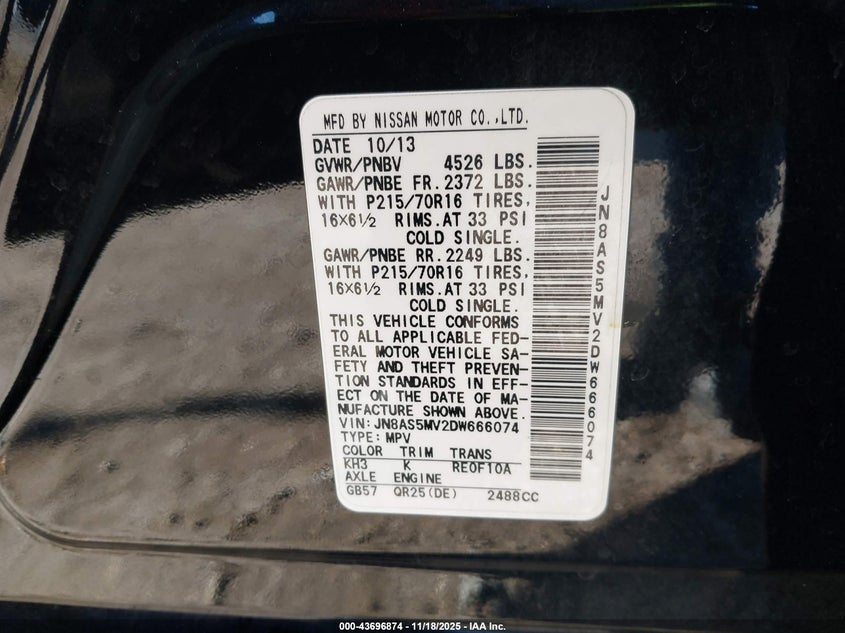 MFD BY NISSAN MOTOR CO.,LTD.
DATE 10/13
GVWR/PNBV 4526 LBS.
GAWR/PNBE FR. 2372 LBS.
WITH P215/70R16 TIRES,
16×6½ RIMS.AT 33 PSI
COLD SINGLE.
GAWR/PNBE RR. 2249 LBS.
WITH P215/70R16 TIRES,
16×6½ RIMS.AT 33 PSI
COLD SINGLE.
THIS VEHICLE CONFORMS
TO ALL APPLICABLE FED-
ERAL MOTOR VEHICLE SA-
FETY AND THEFT PREVEN-
TION STANDARDS IN EFF-
ECT ON THE DATE OF MA-
NUFACTURE SHOWN ABOVE.
VIN:JN8AS5MV2DW666074
TYPE:MPV
COLOR TRIM TRANS
KH3 K RE0F10A
AXLE ENGINE
GB57 QR25(DE) 2488CC
JN8AS5MV2DW666074
000-43696874 | 11/18/2025 - IAA Inc.